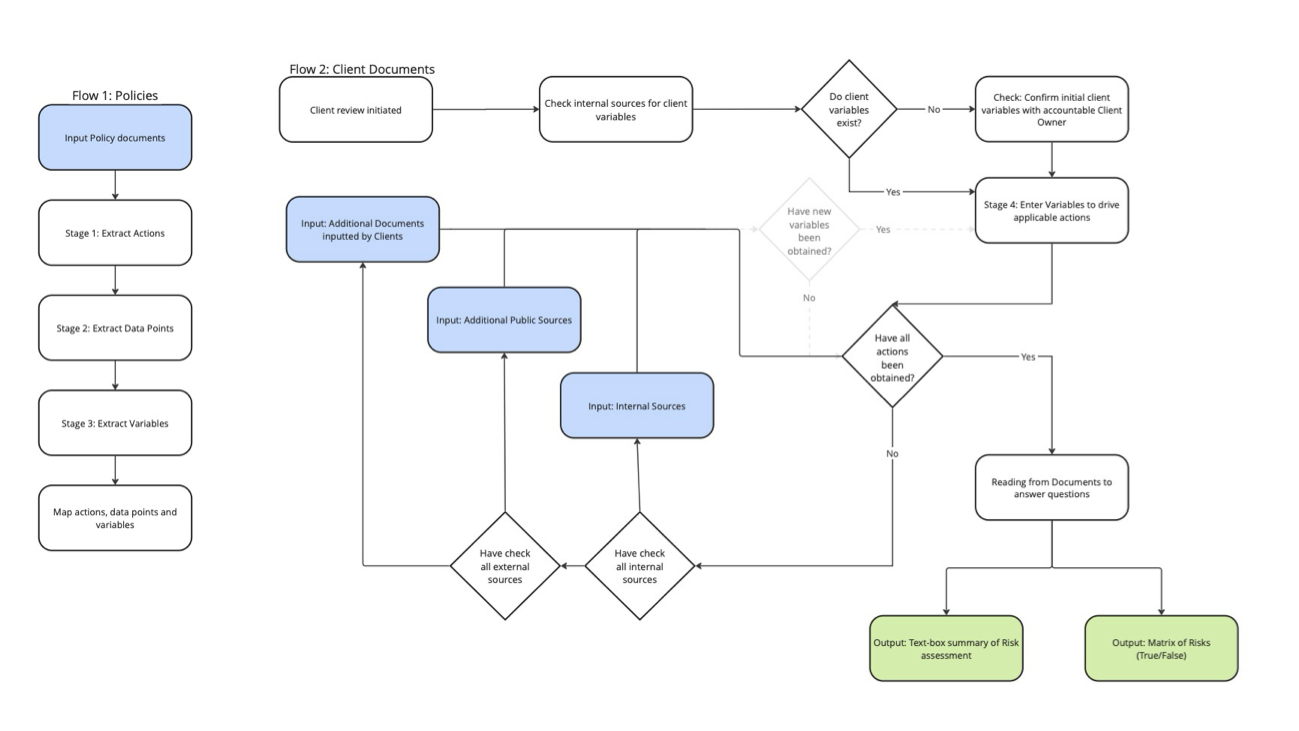 Flow 1: Policies
Input Policy documents
Stage 1: Extract Actions
Stage 2: Extract Data Points
Stage 3: Extract Variables
Map actions, data points and
variables
Flow 2: Client Documents
Client review initiated
Check internal sources for client
variables
Do client
variables
exist?
No
Check: Confirm initial client
variables with accountable Client
Owner
Yes
Stage 4: Enter Variables to drive
applicable actions
Input: Additional Documents
inputted by Clients
Have new
variables
been
obtained?
Yes
No
Input: Additional Public Sources
Have all
actions
been
obtained?
Yes
Input: Internal Sources
No
Reading from Documents to
answer questions
Have check
all external
sources
Have check
all internal
sources
Output: Text-box summary of Risk
assessment
Output: Matrix of Risks
(True/False)